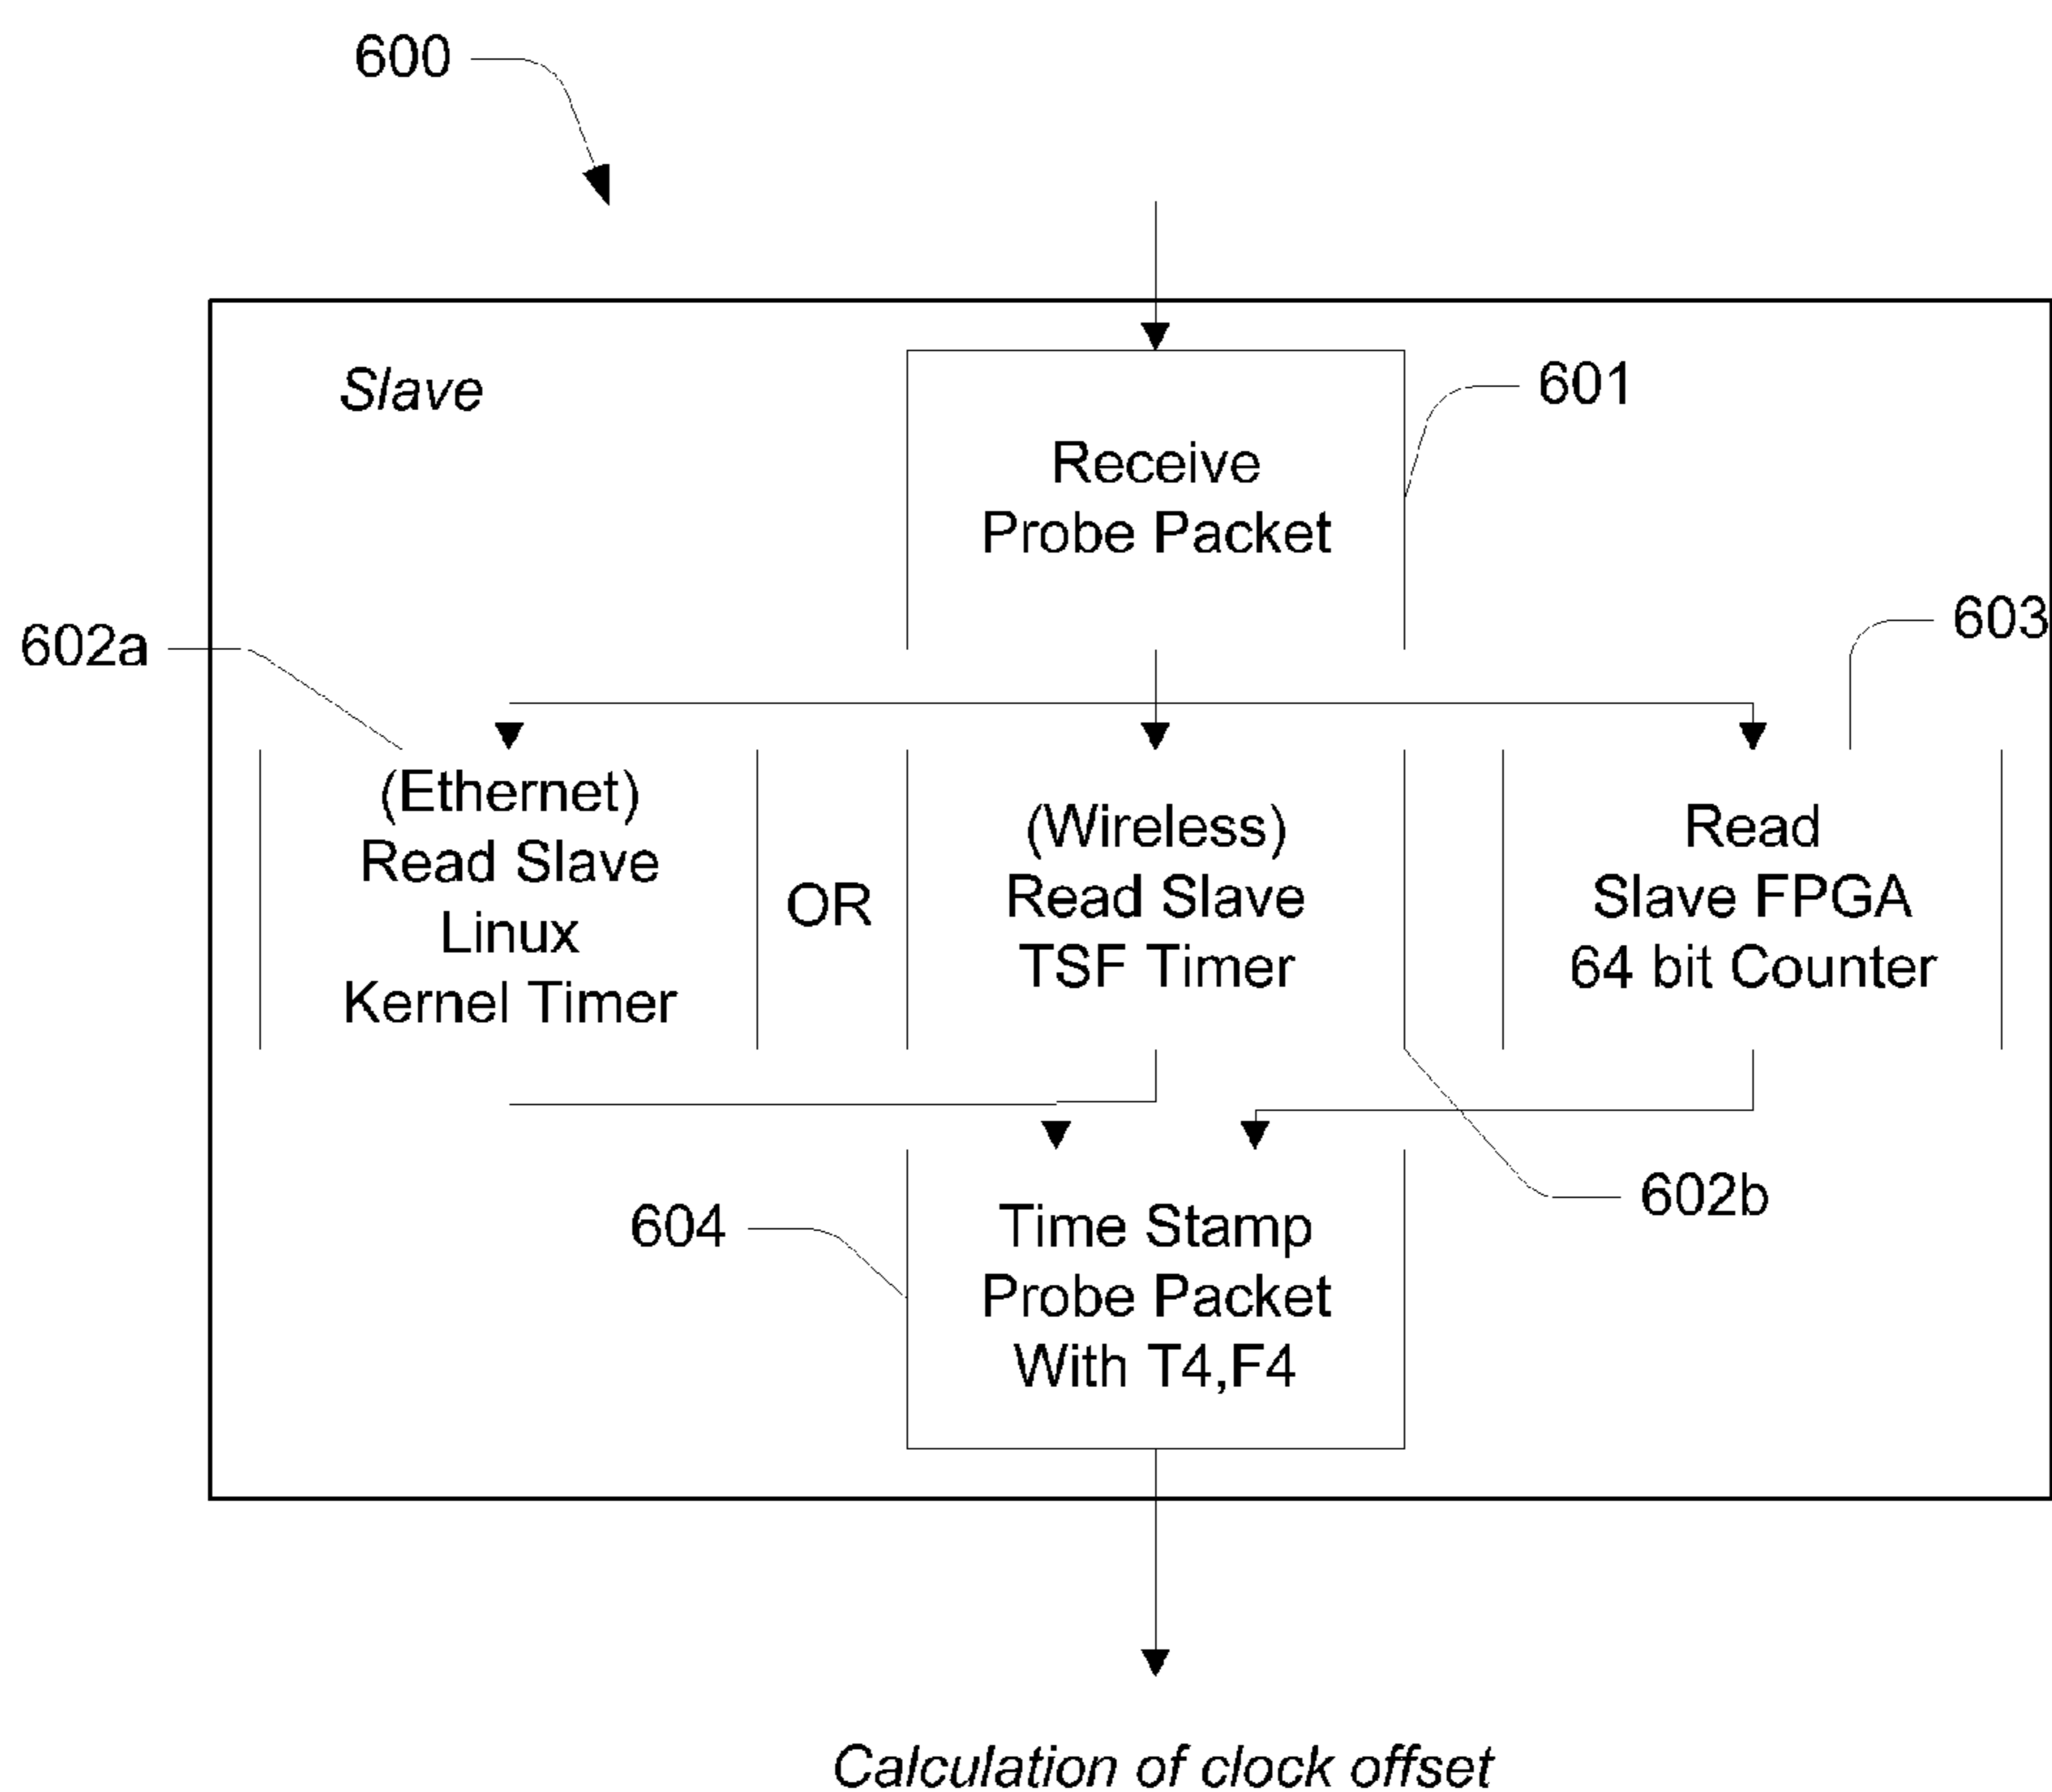 600
Slave
Receive
Probe Packet
601
602a
603
(Ethernet)
Read Slave
Linux
Kernel Timer
OR
(Wireless)
Read Slave
TSF Timer
Read
Slave FPGA
64 bit Counter
602b
604
Time Stamp
Probe Packet
With T4,F4
Calculation of clock offset